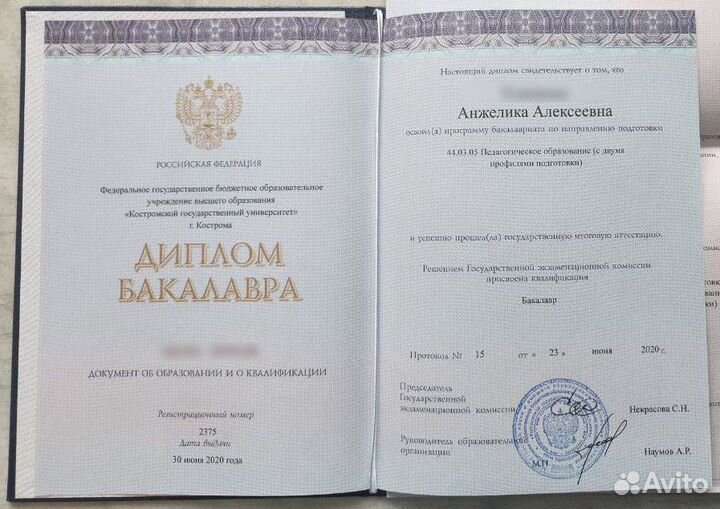 РОССИЙСКАЯ ФЕДЕРАЦИЯ
Федеральное государственное бюджетное образовательное
учреждение высшего образования
«Костромской государственный университет»
г. Кострома
ДИПЛОМ
БАКАЛАВРА
ДОКУМЕНТ ОБ ОБРАЗОВАНИИ И О КВАЛИФИКАЦИИ
Регистрационный номер
2375
Дата выдачи
30 июня 2020 года
Настоящий диплом свидетельствует о том, что
Анжелика Алексеевна
освоил(а) программу бакалавриата по направлению подготовки
44.03.05 Педагогическое образование (с двумя
профилями подготовки)
и успешно прошел(ла) государственную итоговую аттестацию.
Решением Государственной экзаменационной комиссии
присвоена квалификация
Бакалавр
Протокол № 15 от « 23 » июня 2020 г.
Председатель
Государственной
экзаменационной комиссии
Некрасова С.Н.
Руководитель образовательной
организации
Наумов А.Р.
М.П.
Avito